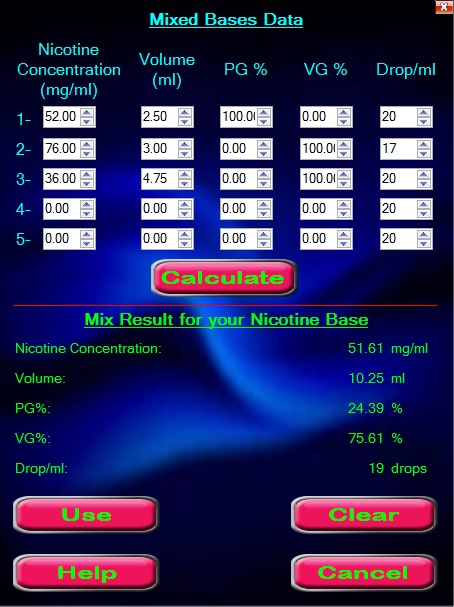 Mixed Bases Data
Nicotine Concentration (mg/ml) Volume (ml) PG % VG % Drop/ml
1- 52.00 2.50 100.0 0.00 20
2- 76.00 3.00 0.00 100.0 17
3- 36.00 4.75 0.00 100.0 20
4- 0.00 0.00 0.00 0.00 20
5- 0.00 0.00 0.00 0.00 20
Calculate
Mix Result for your Nicotine Base
Nicotine Concentration: 51.61 mg/ml
Volume: 10.25 ml
PG%: 24.39 %
VG%: 75.61 %
Drop/ml: 19 drops
Use Clear
Help Cancel